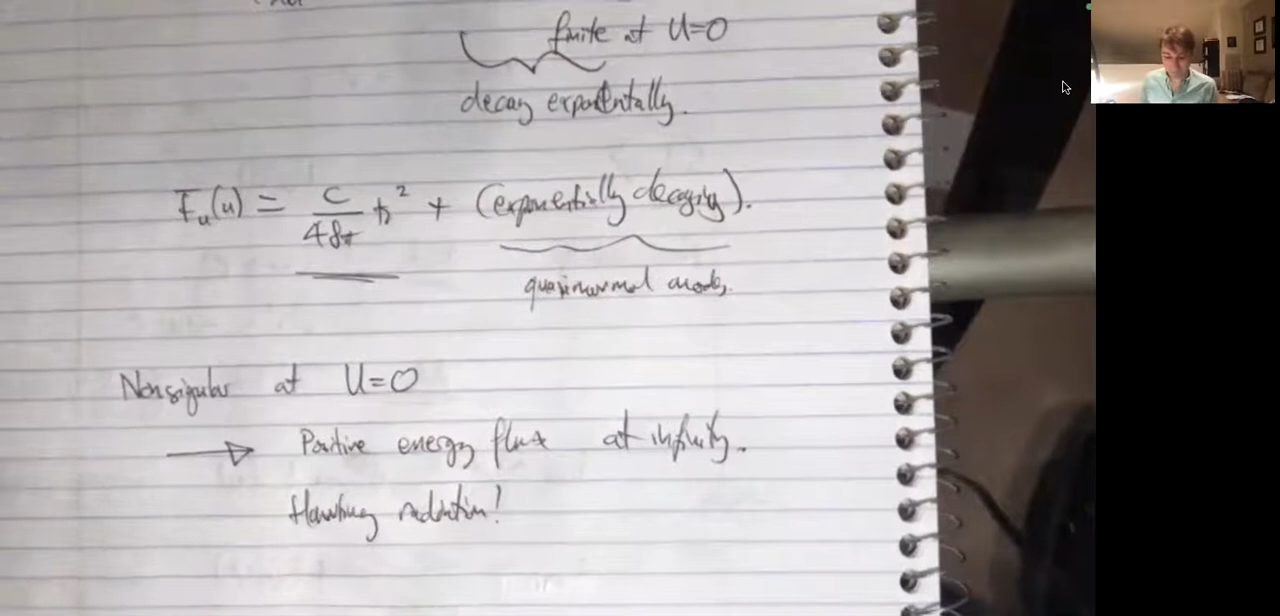 finite at U=0
decay exponentially.
F_u(u) = c/48π ħ² + (exponentially decaying).
quasinormal modes.
Nonsingular at U=0
→ Positive energy flux at infinity.
Hawking radiation!